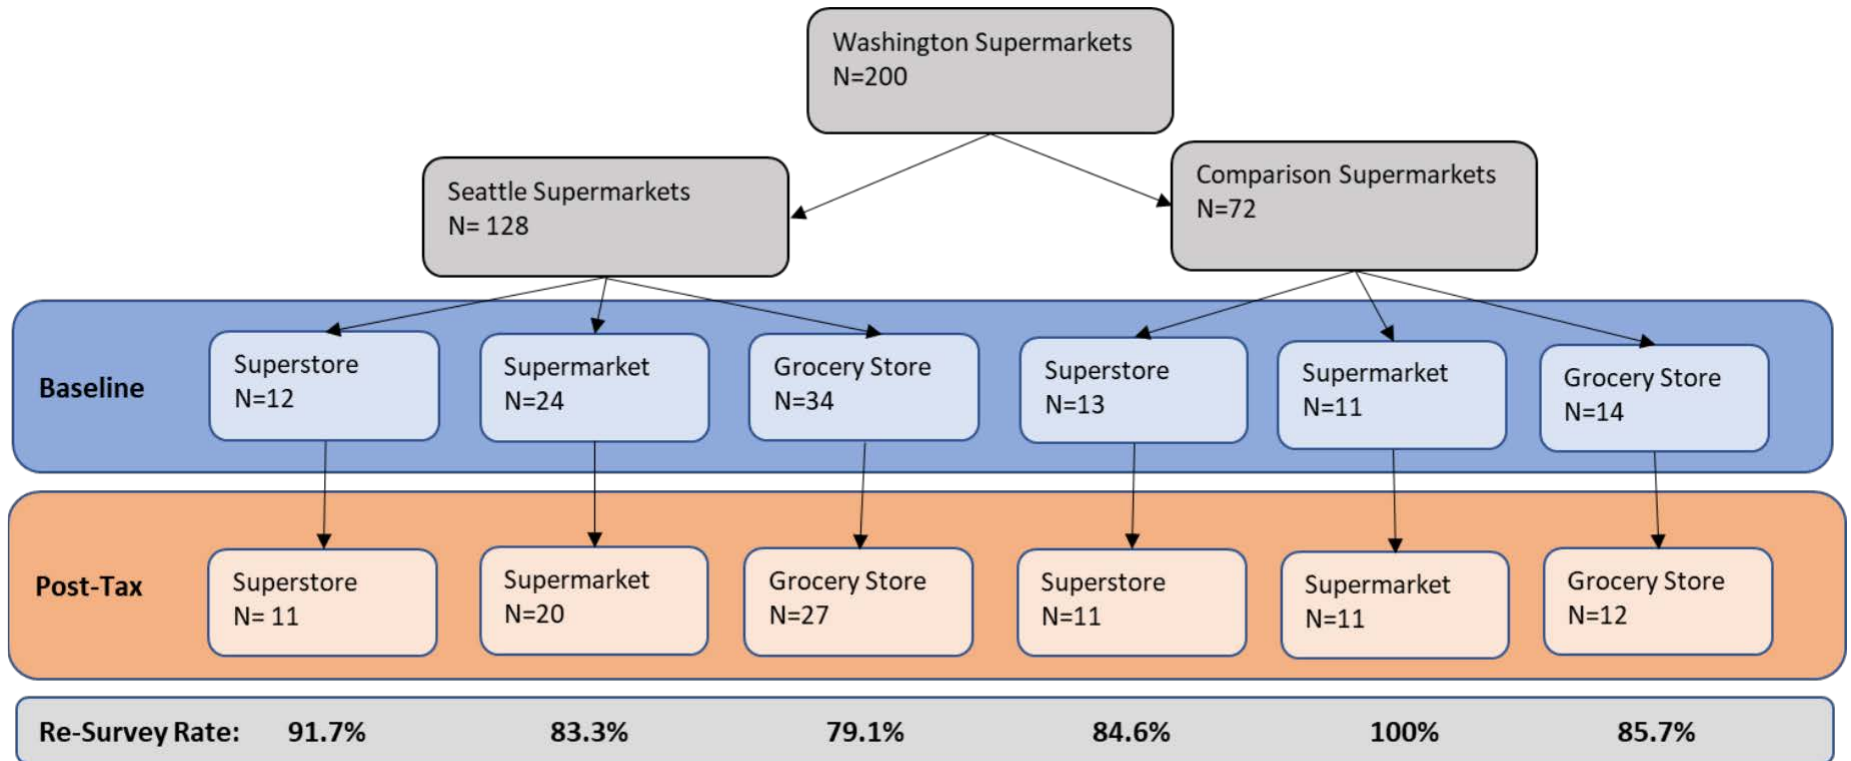 Washington Supermarkets
N=200
Seattle Supermarkets
N= 128
Comparison Supermarkets
N=72
Baseline
Superstore
N=12
Supermarket
N=24
Grocery Store
N=34
Superstore
N=13
Supermarket
N=11
Grocery Store
N=14
Post-Tax
Superstore
N= 11
Supermarket
N=20
Grocery Store
N=27
Superstore
N=11
Supermarket
N=11
Grocery Store
N=12
Re-Survey Rate: 91.7% 83.3% 79.1% 84.6% 100% 85.7%